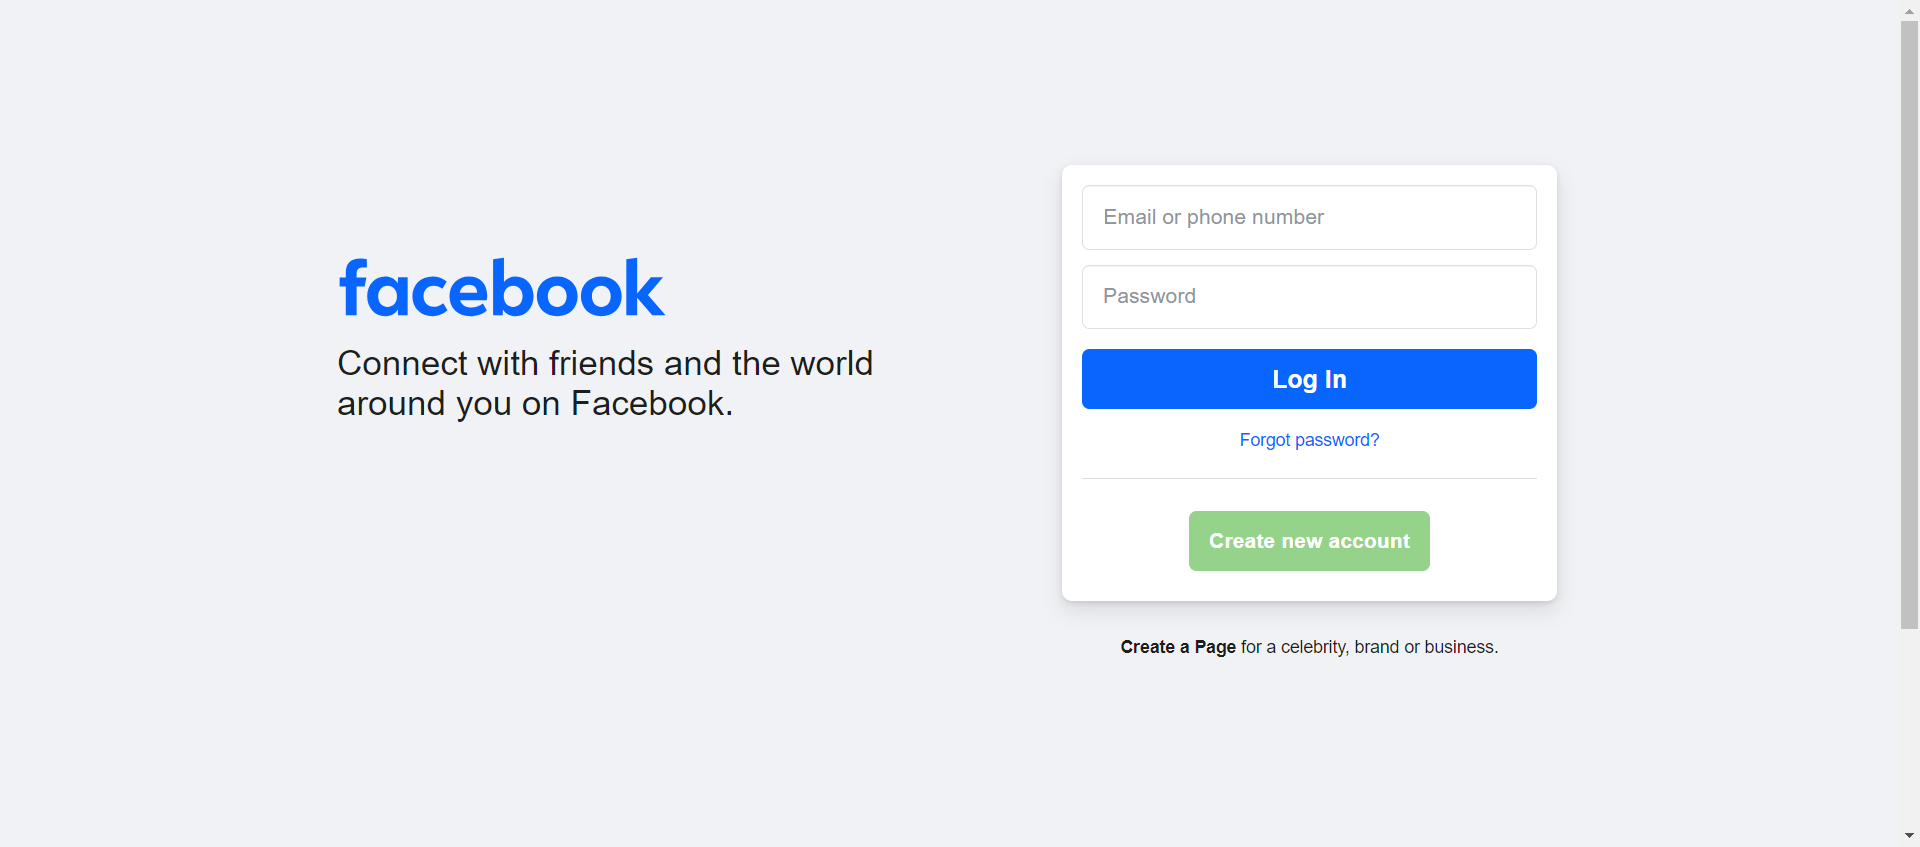 facebook
Connect with friends and the world
around you on Facebook.
Email or phone number
Password
Log In
Forgot password?
Create new account
Create a Page for a celebrity, brand or business.